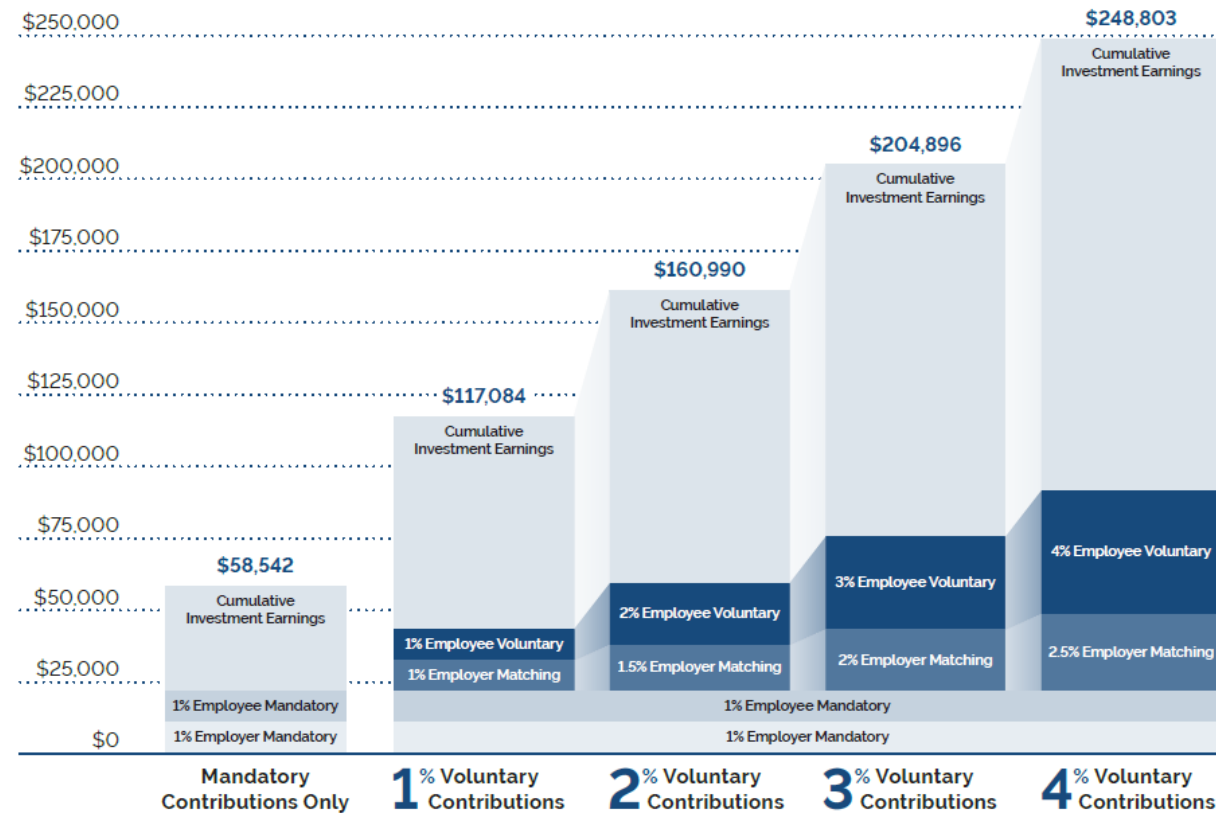 $250,000
$225,000
$200,000
$175,000
$150,000
$125,000
$100,000
$75,000
$50,000
$25,000
$0
$58,542
Cumulative
Investment Earnings
1% Employee Mandatory
1% Employer Mandatory
$117,084
Cumulative
Investment Earnings
1% Employee Voluntary
1% Employer Matching
$160,990
Cumulative
Investment Earnings
2% Employee Voluntary
1.5% Employer Matching
$204,896
Cumulative
Investment Earnings
3% Employee Voluntary
2% Employer Matching
$248,803
Cumulative
Investment Earnings
4% Employee Voluntary
2.5% Employer Matching
1% Employee Mandatory
1% Employer Mandatory
Mandatory
Contributions Only
1% Voluntary
Contributions
2% Voluntary
Contributions
3% Voluntary
Contributions
4% Voluntary
Contributions